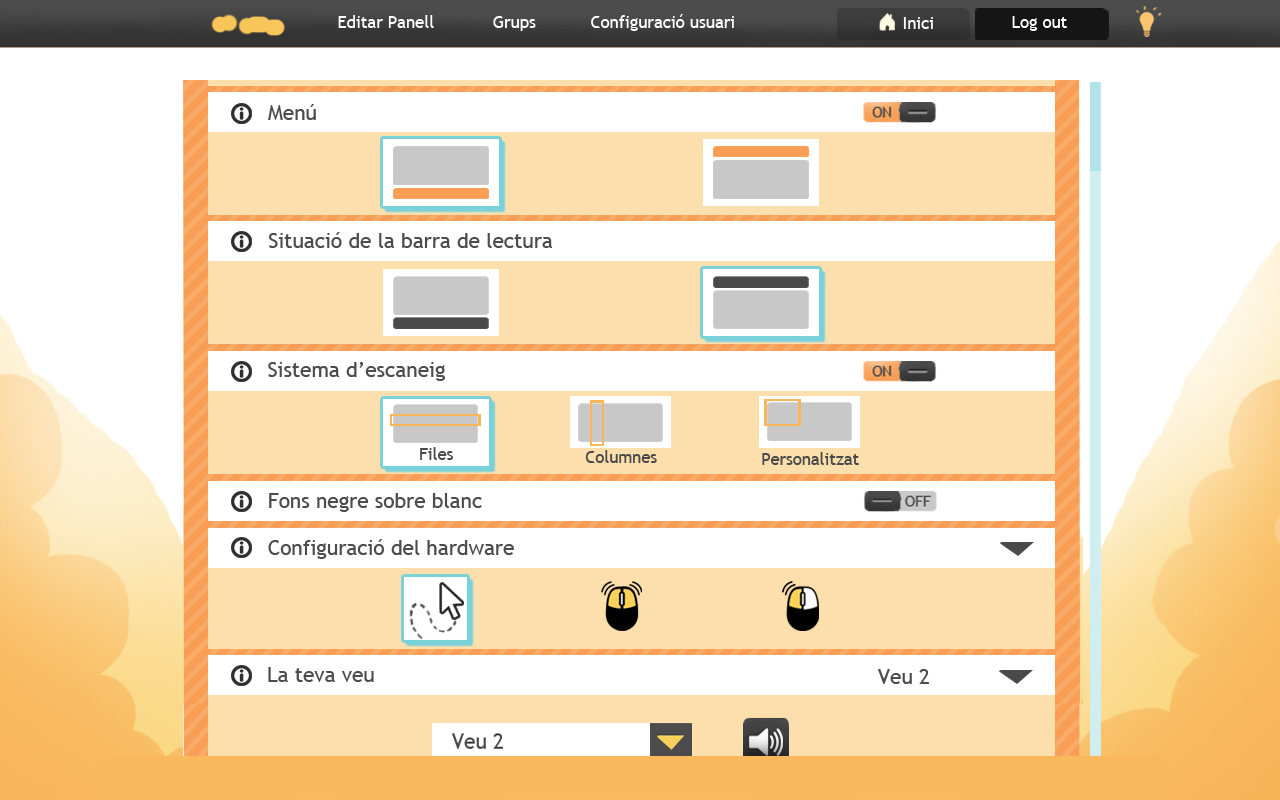 Editar Panell
Grups
Configuració usuari
Inici
Log out
Menú
ON
Situació de la barra de lectura
Sistema d’escaneig
ON
Files
Columnes
Personalitzat
Fons negre sobre blanc
OFF
Configuració del hardware
La teva veu
Veu 2
Veu 2